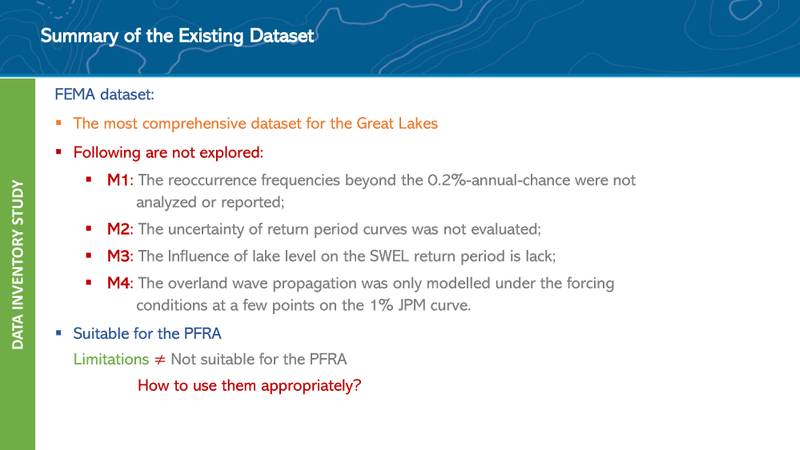 Summary of the Existing Dataset
DATA INVENTORY STUDY
FEMA dataset:
▪ The most comprehensive dataset for the Great Lakes
▪ Following are not explored:
▪ M1: The reoccurrence frequencies beyond the 0.2%-annual-chance were not
analyzed or reported;
▪ M2: The uncertainty of return period curves was not evaluated;
▪ M3: The Influence of lake level on the SWEL return period is lack;
▪ M4: The overland wave propagation was only modelled under the forcing
conditions at a few points on the 1% JPM curve.
▪ Suitable for the PFRA
Limitations ≠ Not suitable for the PFRA
How to use them appropriately?